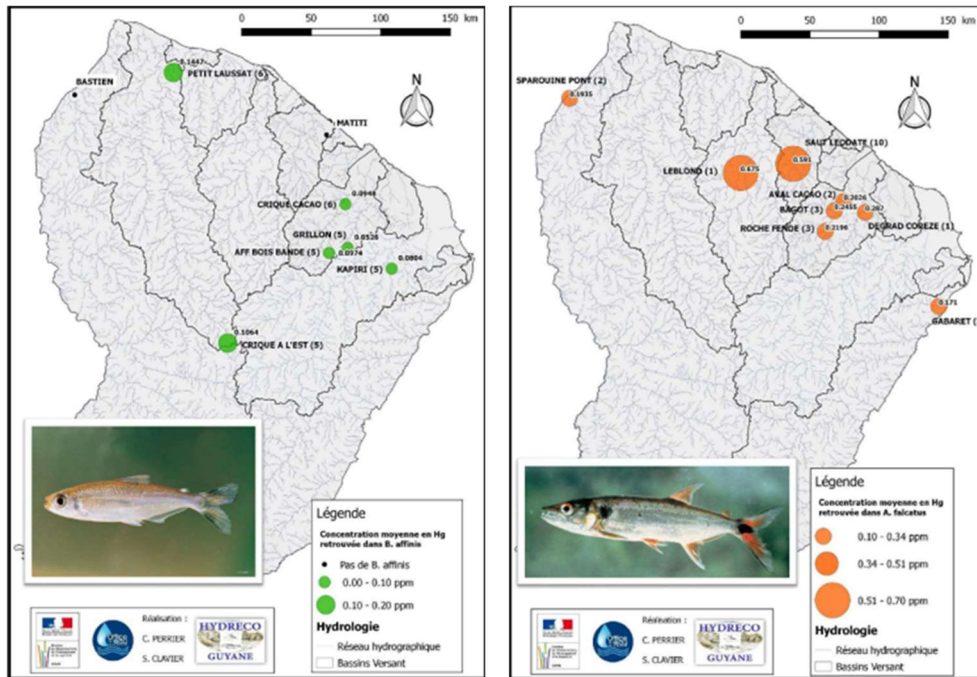 0 50 100 150 km
N
0.1447
PETIT LAUSSAT (6)
BASTIEN
MATITI
0.0948
CRIQUE CACAO (6)
GRILLON (5)
0.0528
AFF BOIS BANDE (5)
0.0574
0.0804
KAPIRI (5)
0.1064
CRIQUE A L'EST (5)
Légende
Concentration moyenne en Hg
retrouvée dans B. affinis
Pas de B. affinis
0.00 - 0.10 ppm
0.10 - 0.20 ppm
Hydrologie
Réseau hydrographique
Bassins Versant
Réalisation :
C. PERRIER
S. CLAVIER
HYDRECO
GUYANE
0 50 100 150 km
N
SPAROUINE PONT (2)
0.1935
SAUT LEODATE (10)
0.591
LEBLOND (1)
0.675
AVAL CACAO (2)
0.2026
BAGOT (3)
0.2455
0.287
DEGRAD COREZE (1)
ROCHE FENDE (3)
0.2196
0.171
GABARET (
Légende
Concentration moyenne en Hg
retrouvée dans A. falcatus
0.10 - 0.34 ppm
0.34 - 0.51 ppm
0.51 - 0.70 ppm
Hydrologie
Réseau hydrographique
Bassins Versant
Réalisation :
C. PERRIER
S. CLAVIER
HYDRECO
GUYANE